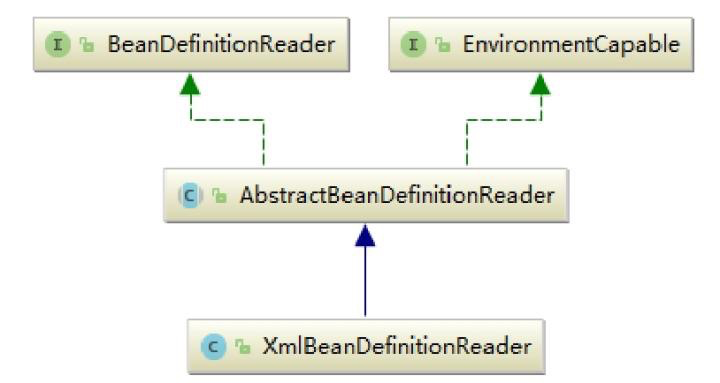 I BeanDefinitionReader
I EnvironmentCapable
C AbstractBeanDefinitionReader
C XmlBeanDefinitionReader